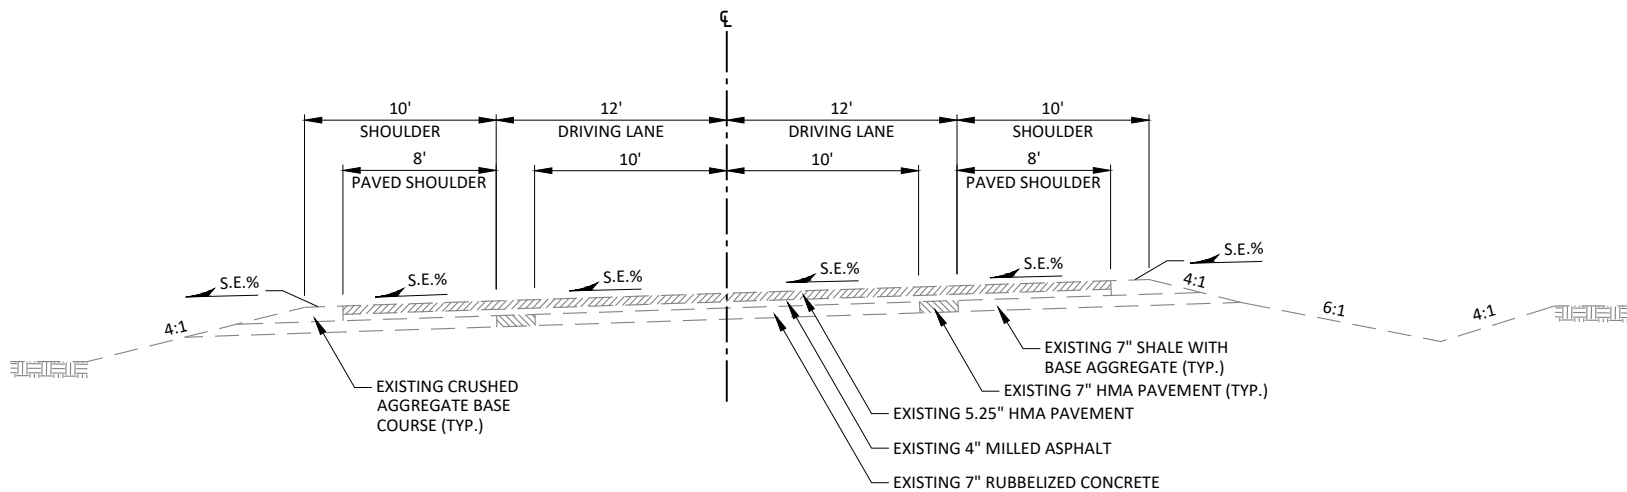 ℄
10'
SHOULDER
12'
DRIVING LANE
12'
DRIVING LANE
10'
SHOULDER
8'
PAVED SHOULDER
10'
10'
8'
PAVED SHOULDER
S.E.%
S.E.%
S.E.%
S.E.%
S.E.%
S.E.%
4:1
4:1
6:1
4:1
EXISTING CRUSHED
AGGREGATE BASE
COURSE (TYP.)
EXISTING 7" SHALE WITH
BASE AGGREGATE (TYP.)
EXISTING 7" HMA PAVEMENT (TYP.)
EXISTING 5.25" HMA PAVEMENT
EXISTING 4" MILLED ASPHALT
EXISTING 7" RUBBELIZED CONCRETE